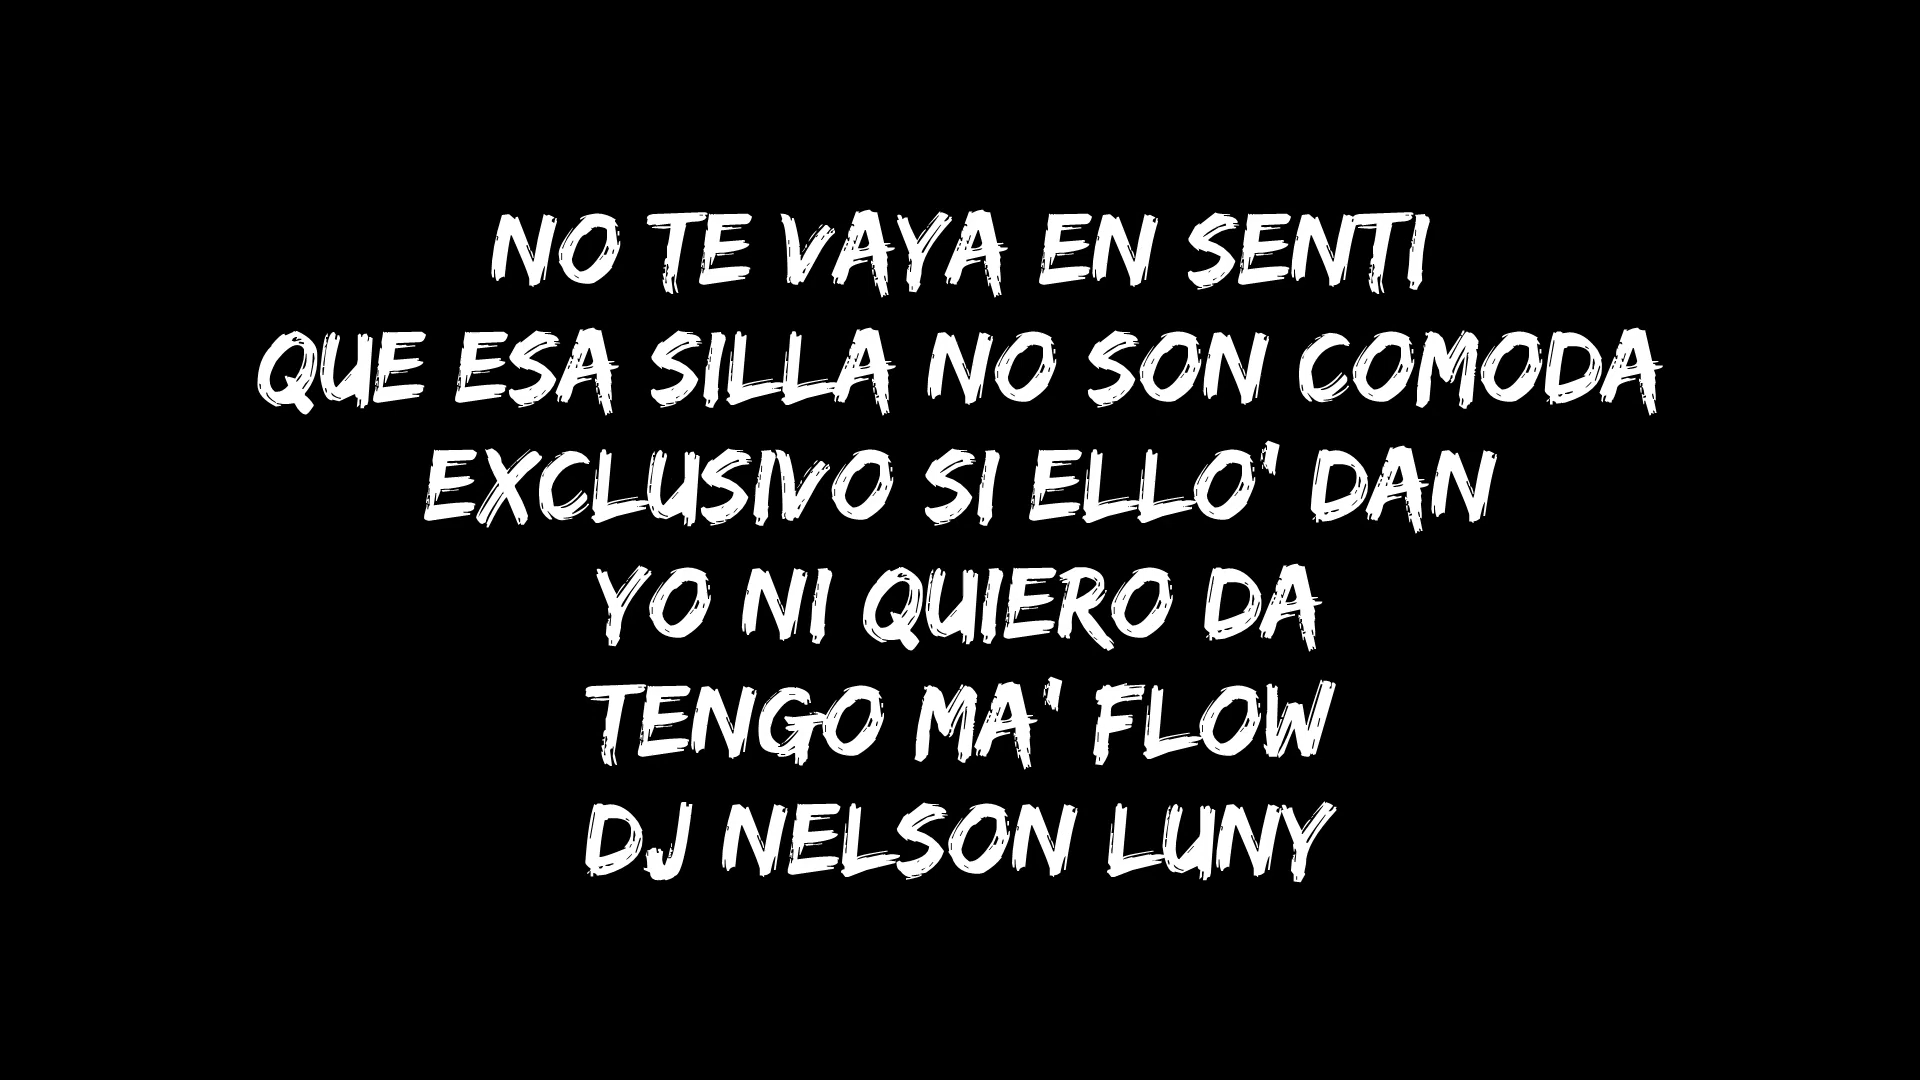 NO TE VAYA EN SENTI
QUE ESA SILLA NO SON COMODA
EXCLUSIVO SI ELLO' DAN
YO NI QUIERO DA
TENGO MA' FLOW
DJ NELSON LUNY